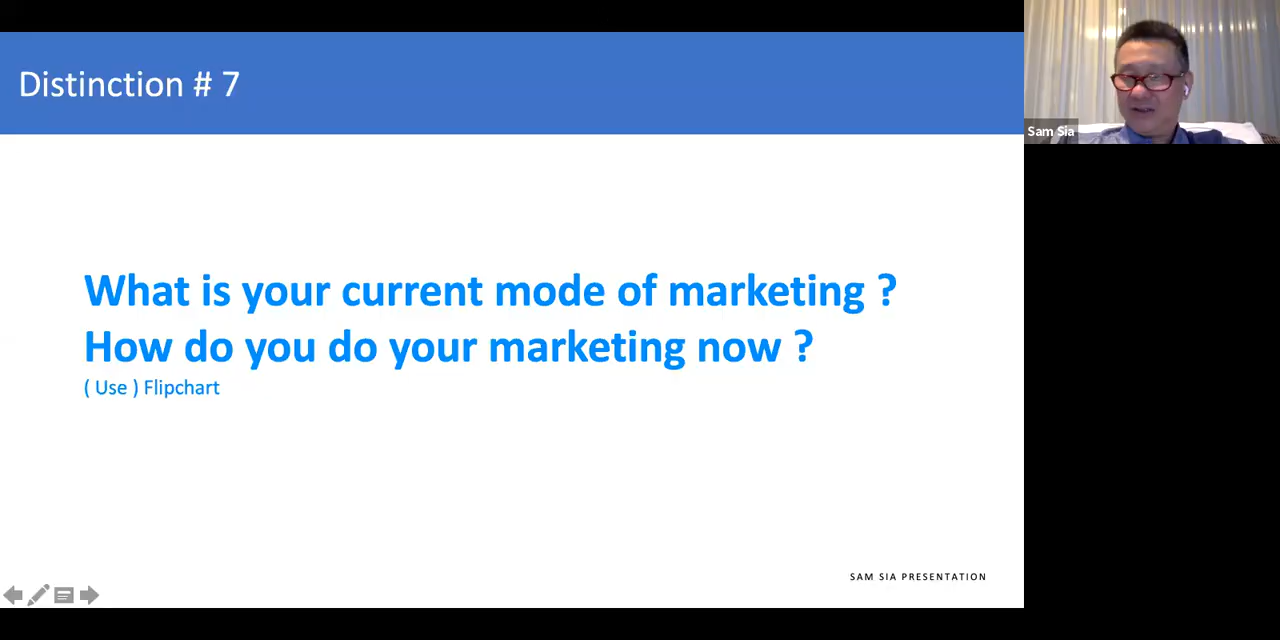 Distinction # 7
Sam Sia
What is your current mode of marketing ?
How do you do your marketing now ?
( Use ) Flipchart
SAM SIA PRESENTATION